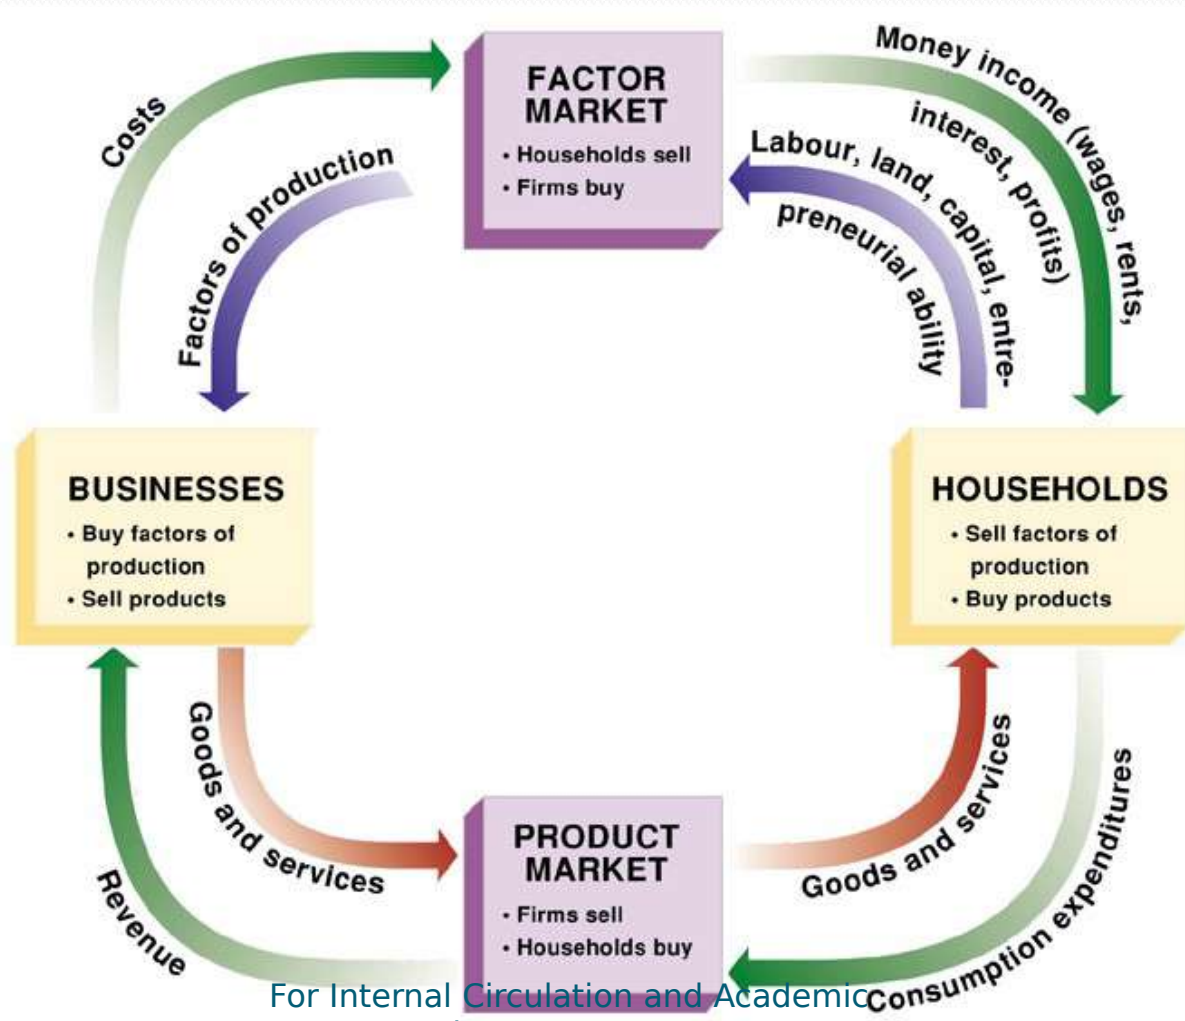 Costs
Factors of production
FACTOR
MARKET
• Households sell
• Firms buy
Money income (wages, rents,
interest, profits)
Labour, land, capital, entre-
preneurial ability
BUSINESSES
• Buy factors of
production
• Sell products
HOUSEHOLDS
• Sell factors of
production
• Buy products
Goods and services
Revenue
PRODUCT
MARKET
• Firms sell
• Households buy
Goods and services
Consumption expenditures
For Internal Circulation and Academic